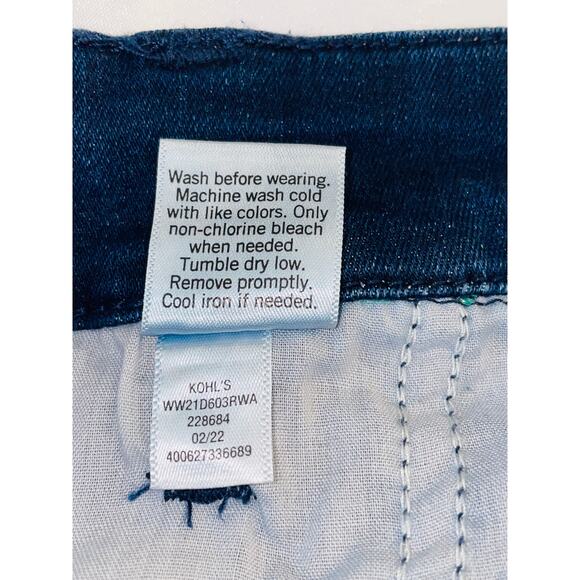 Wash before wearing.
Machine wash cold
with like colors. Only
non-chlorine bleach
when needed.
Tumble dry low.
Remove promptly.
Cool iron if needed.
KOHL'S
WW21D603RWA
228684
02/22
400627336689